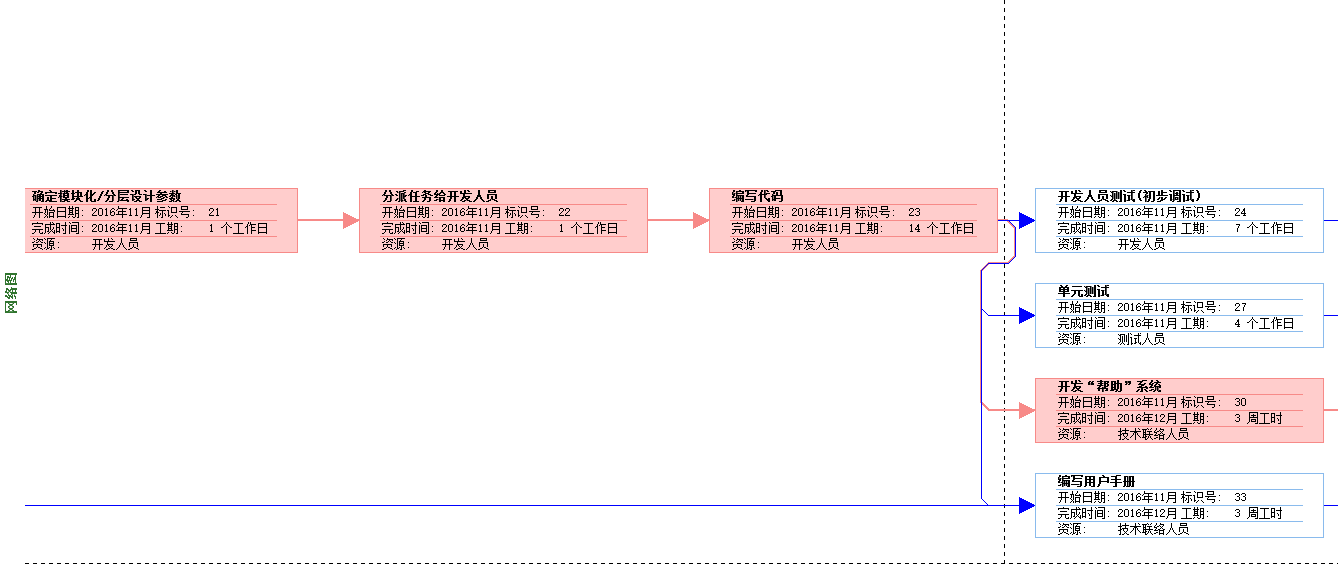 确定模块化/分层设计参数
开始日期: 2016年11月 标识号: 21
完成时间: 2016年11月 工期: 1 个工作日
资源: 开发人员
分派任务给开发人员
开始日期: 2016年11月 标识号: 22
完成时间: 2016年11月 工期: 1 个工作日
资源: 开发人员
编写代码
开始日期: 2016年11月 标识号: 23
完成时间: 2016年11月 工期: 14 个工作日
资源: 开发人员
开发人员测试(初步调试)
开始日期: 2016年11月 标识号: 24
完成时间: 2016年11月 工期: 7 个工作日
资源: 开发人员
网络图
单元测试
开始日期: 2016年11月 标识号: 27
完成时间: 2016年11月 工期: 4 个工作日
资源: 测试人员
开发“帮助”系统
开始日期: 2016年11月 标识号: 30
完成时间: 2016年12月 工期: 3 周工时
资源: 技术联络人员
编写用户手册
开始日期: 2016年11月 标识号: 33
完成时间: 2016年12月 工期: 3 周工时
资源: 技术联络人员